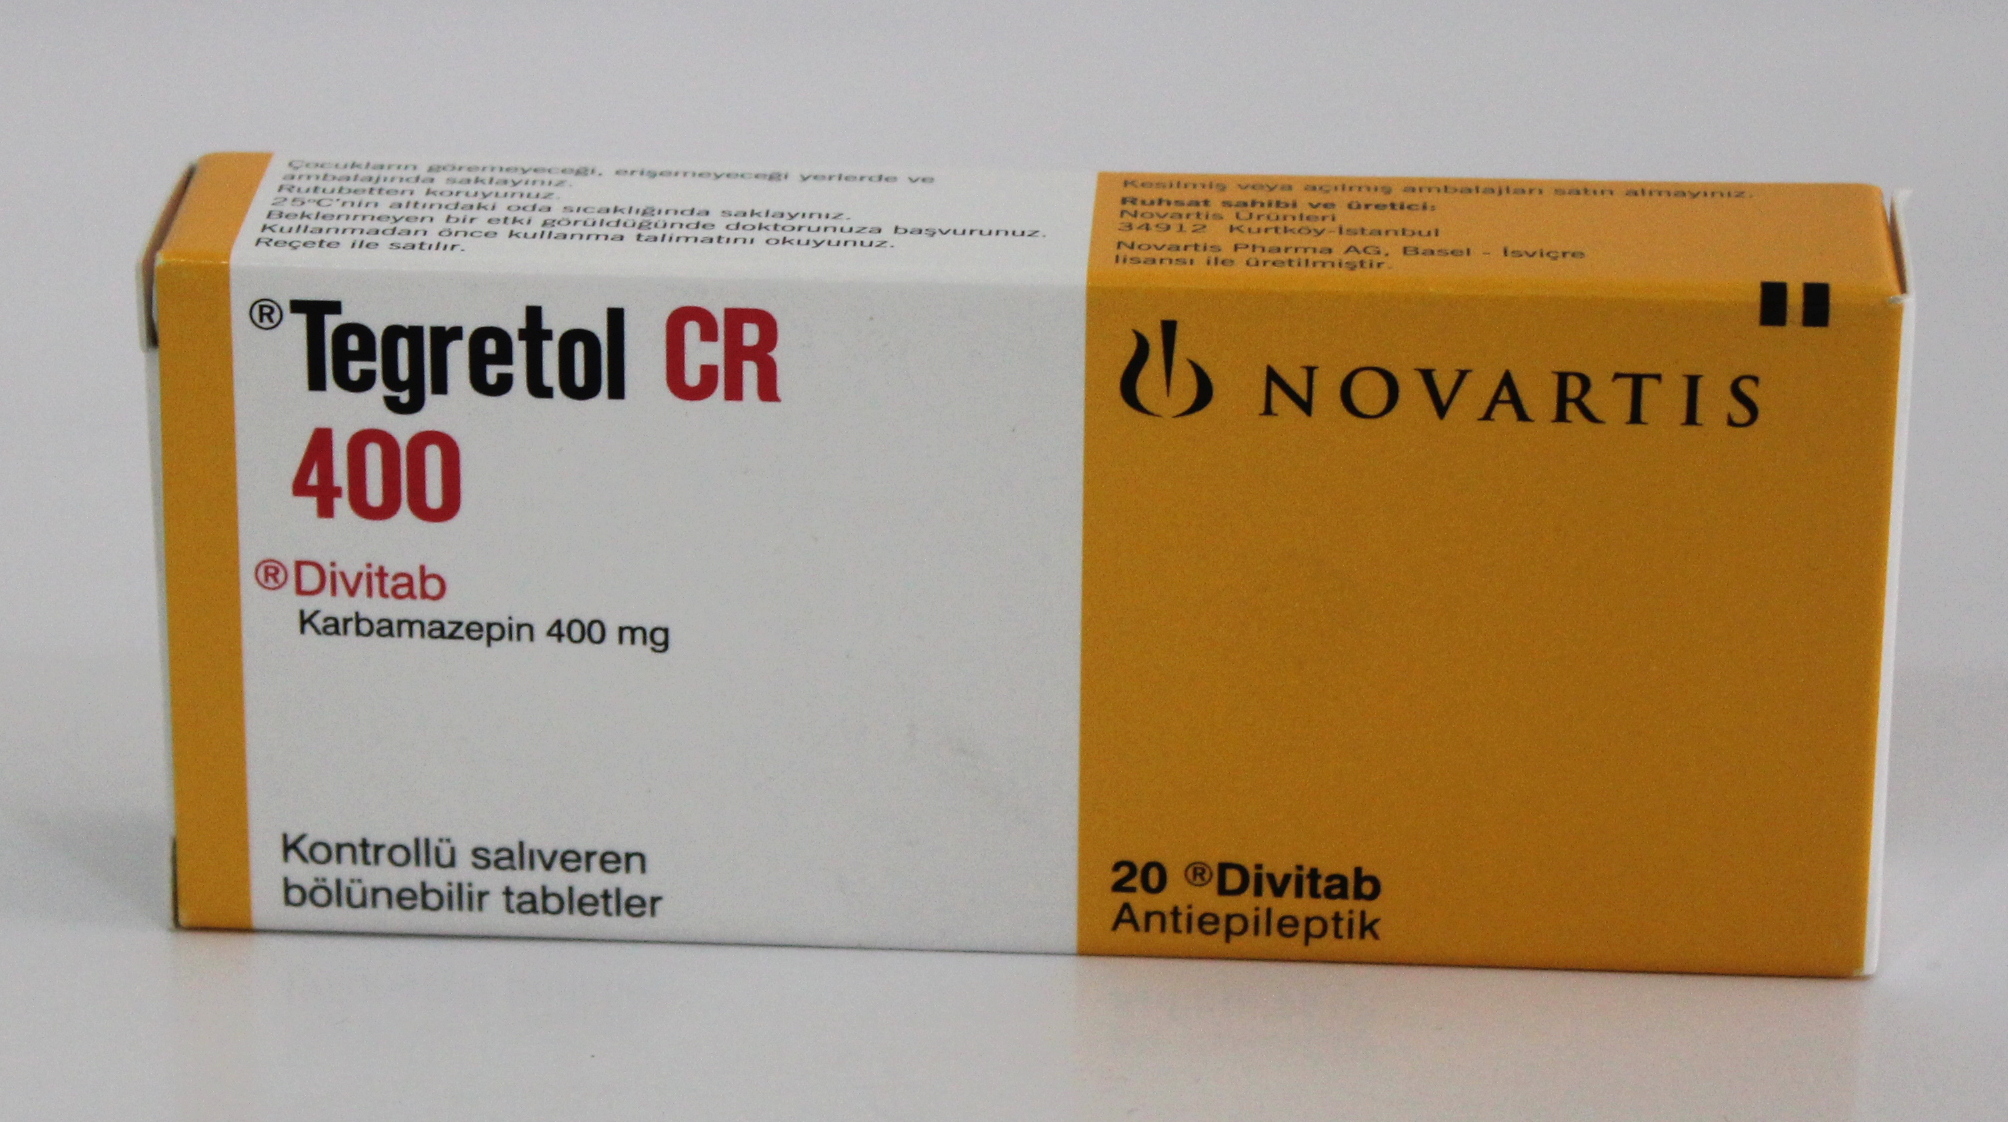 Çocukların göremeyeceği, erişemeyeceği yerlerde ve
ambalajında saklayınız.
Rutubetten koruyunuz.
25°C'nin altındaki oda sıcaklığında saklayınız.
Beklenmeyen bir etki görüldüğünde doktorunuza başvurunuz.
Kullanmadan önce kullanma talimatını okuyunuz.
Reçete ile satılır.
Kesilmiş veya açılmış ambalajları satın almayınız.
Ruhsat sahibi ve üretici:
Novartis Ürünleri
34912 Kurtköy-İstanbul
Novartis Pharma AG, Basel - İsviçre
lisansı ile üretilmiştir.
®Tegretol CR
400
®Divitab
Karbamazepin 400 mg
Kontrollü salıveren
bölünebilir tabletler
NOVARTIS
20 ®Divitab
Antiepileptik